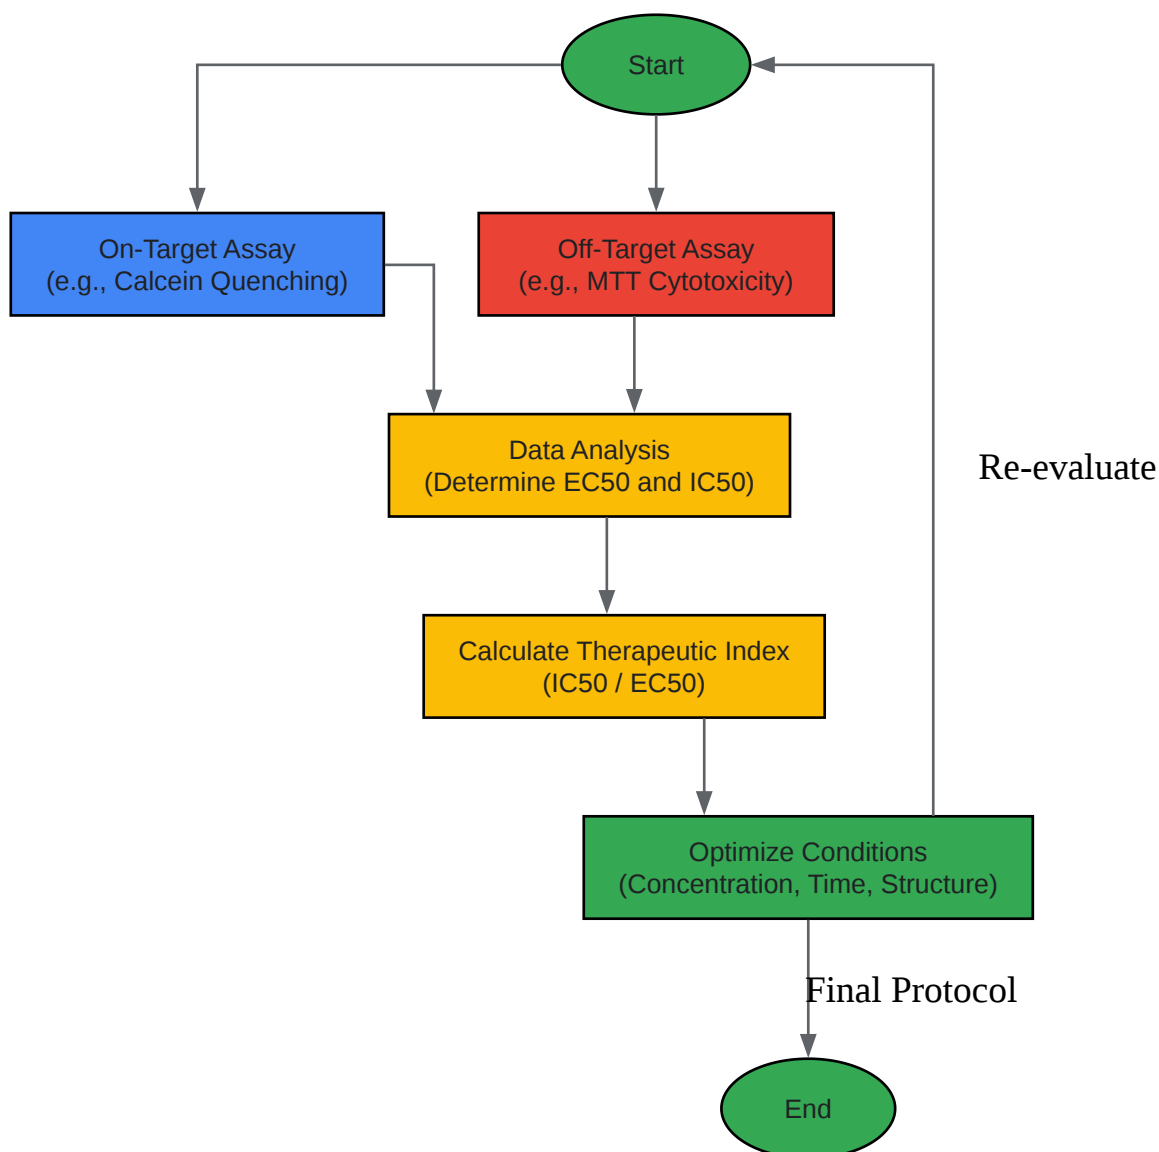 Start
On-Target Assay
(e.g., Calcein Quenching)
Off-Target Assay
(e.g., MTT Cytotoxicity)
Data Analysis
(Determine EC50 and IC50)
Re-evaluate
Calculate Therapeutic Index
(IC50 / EC50)
Optimize Conditions
(Concentration, Time, Structure)
Final Protocol
End